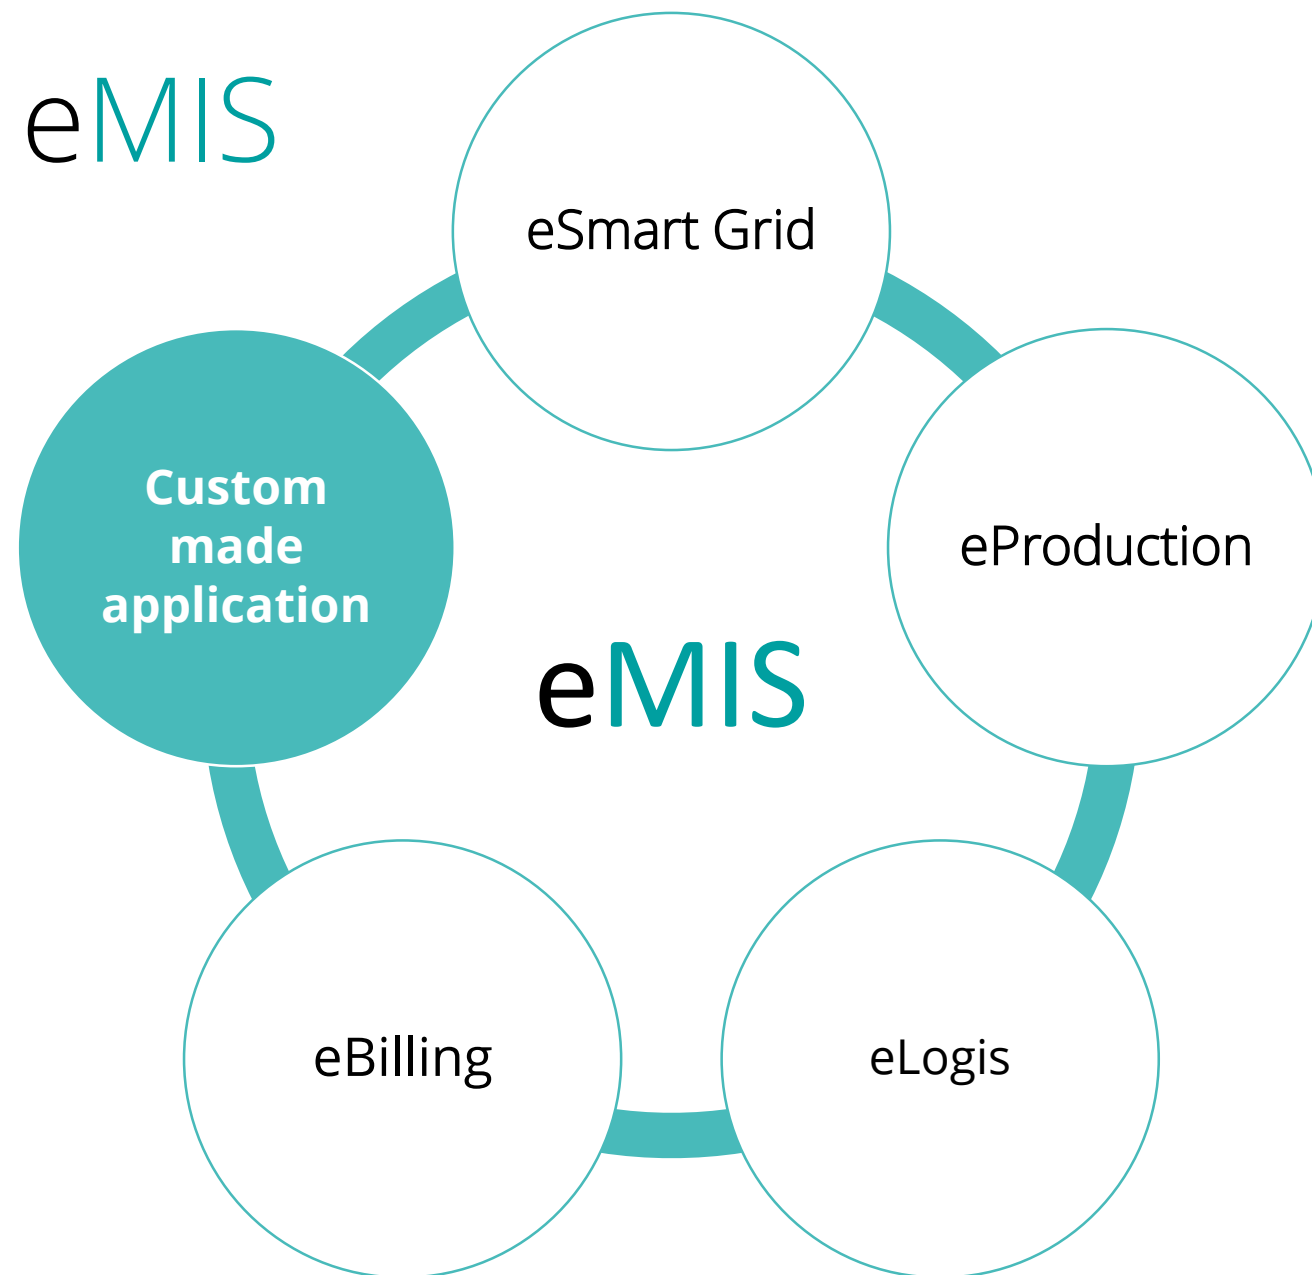 eMIS
eSmart Grid
eProduction
Custom
made
application
eMIS
eBilling
eLogis